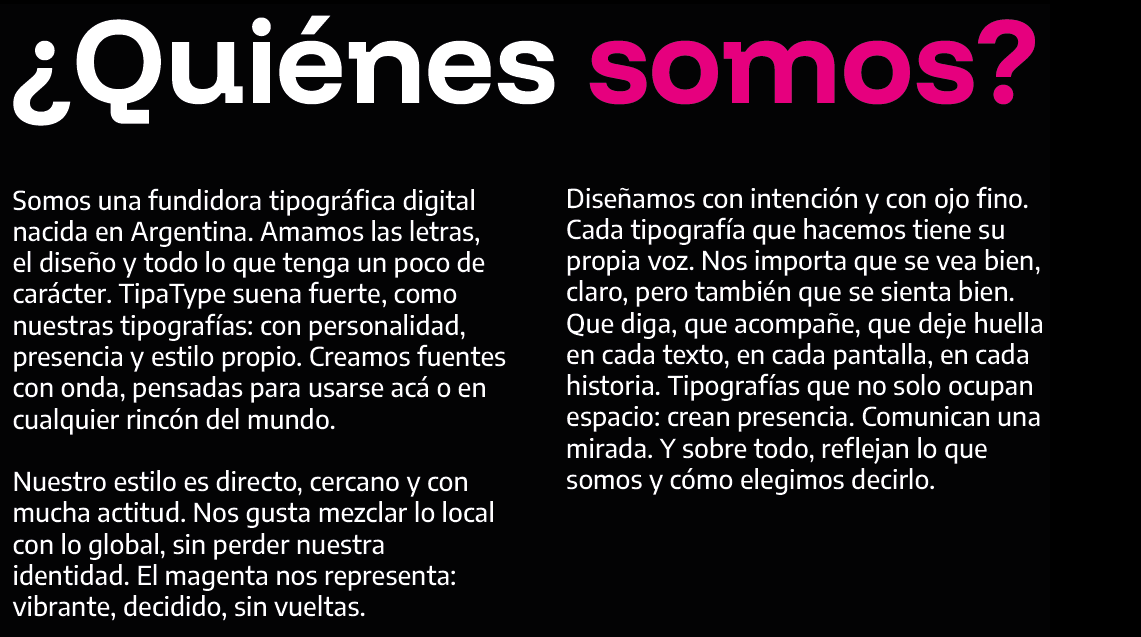 ¿Quiénes somos?
Somos una fundidora tipográfica digital
nacida en Argentina. Amamos las letras,
el diseño y todo lo que tenga un poco de
carácter. TipaType suena fuerte, como
nuestras tipografías: con personalidad,
presencia y estilo propio. Creamos fuentes
con onda, pensadas para usarse acá o en
cualquier rincón del mundo.
Nuestro estilo es directo, cercano y con
mucha actitud. Nos gusta mezclar lo local
con lo global, sin perder nuestra
identidad. El magenta nos representa:
vibrante, decidido, sin vueltas.
Diseñamos con intención y con ojo fino.
Cada tipografía que hacemos tiene su
propia voz. Nos importa que se vea bien,
claro, pero también que se sienta bien.
Que diga, que acompañe, que deje huella
en cada texto, en cada pantalla, en cada
historia. Tipografías que no solo ocupan
espacio: crean presencia. Comunican una
mirada. Y sobre todo, reflejan lo que
somos y cómo elegimos decirlo.